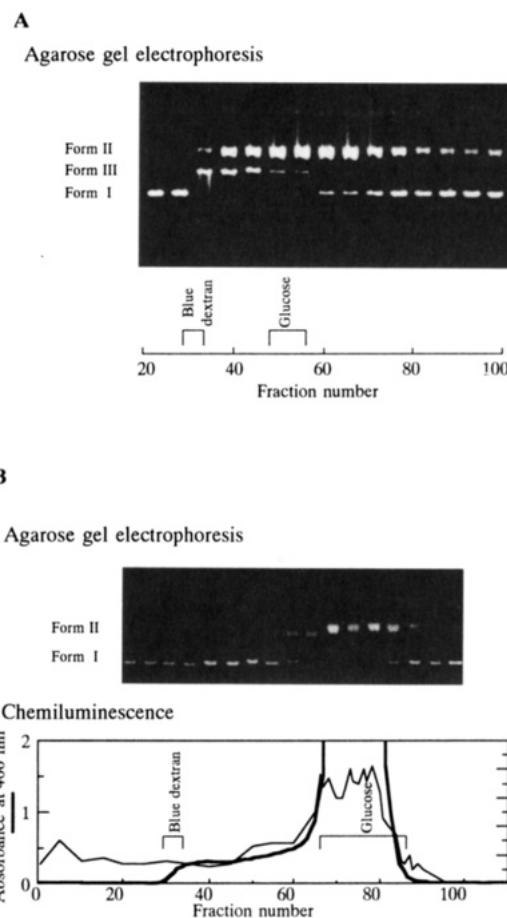 A
Agarose gel electrophoresis
Form II
Form III
Form I
Blue
dextran
Glucose
20 40 60 80 100
Fraction number
Agarose gel electrophoresis
Form II
Form I
Chemiluminescence
2
1
0
Absorbance at
Blue dextran
Glucose
0 20 40 60 80 100
Fraction number